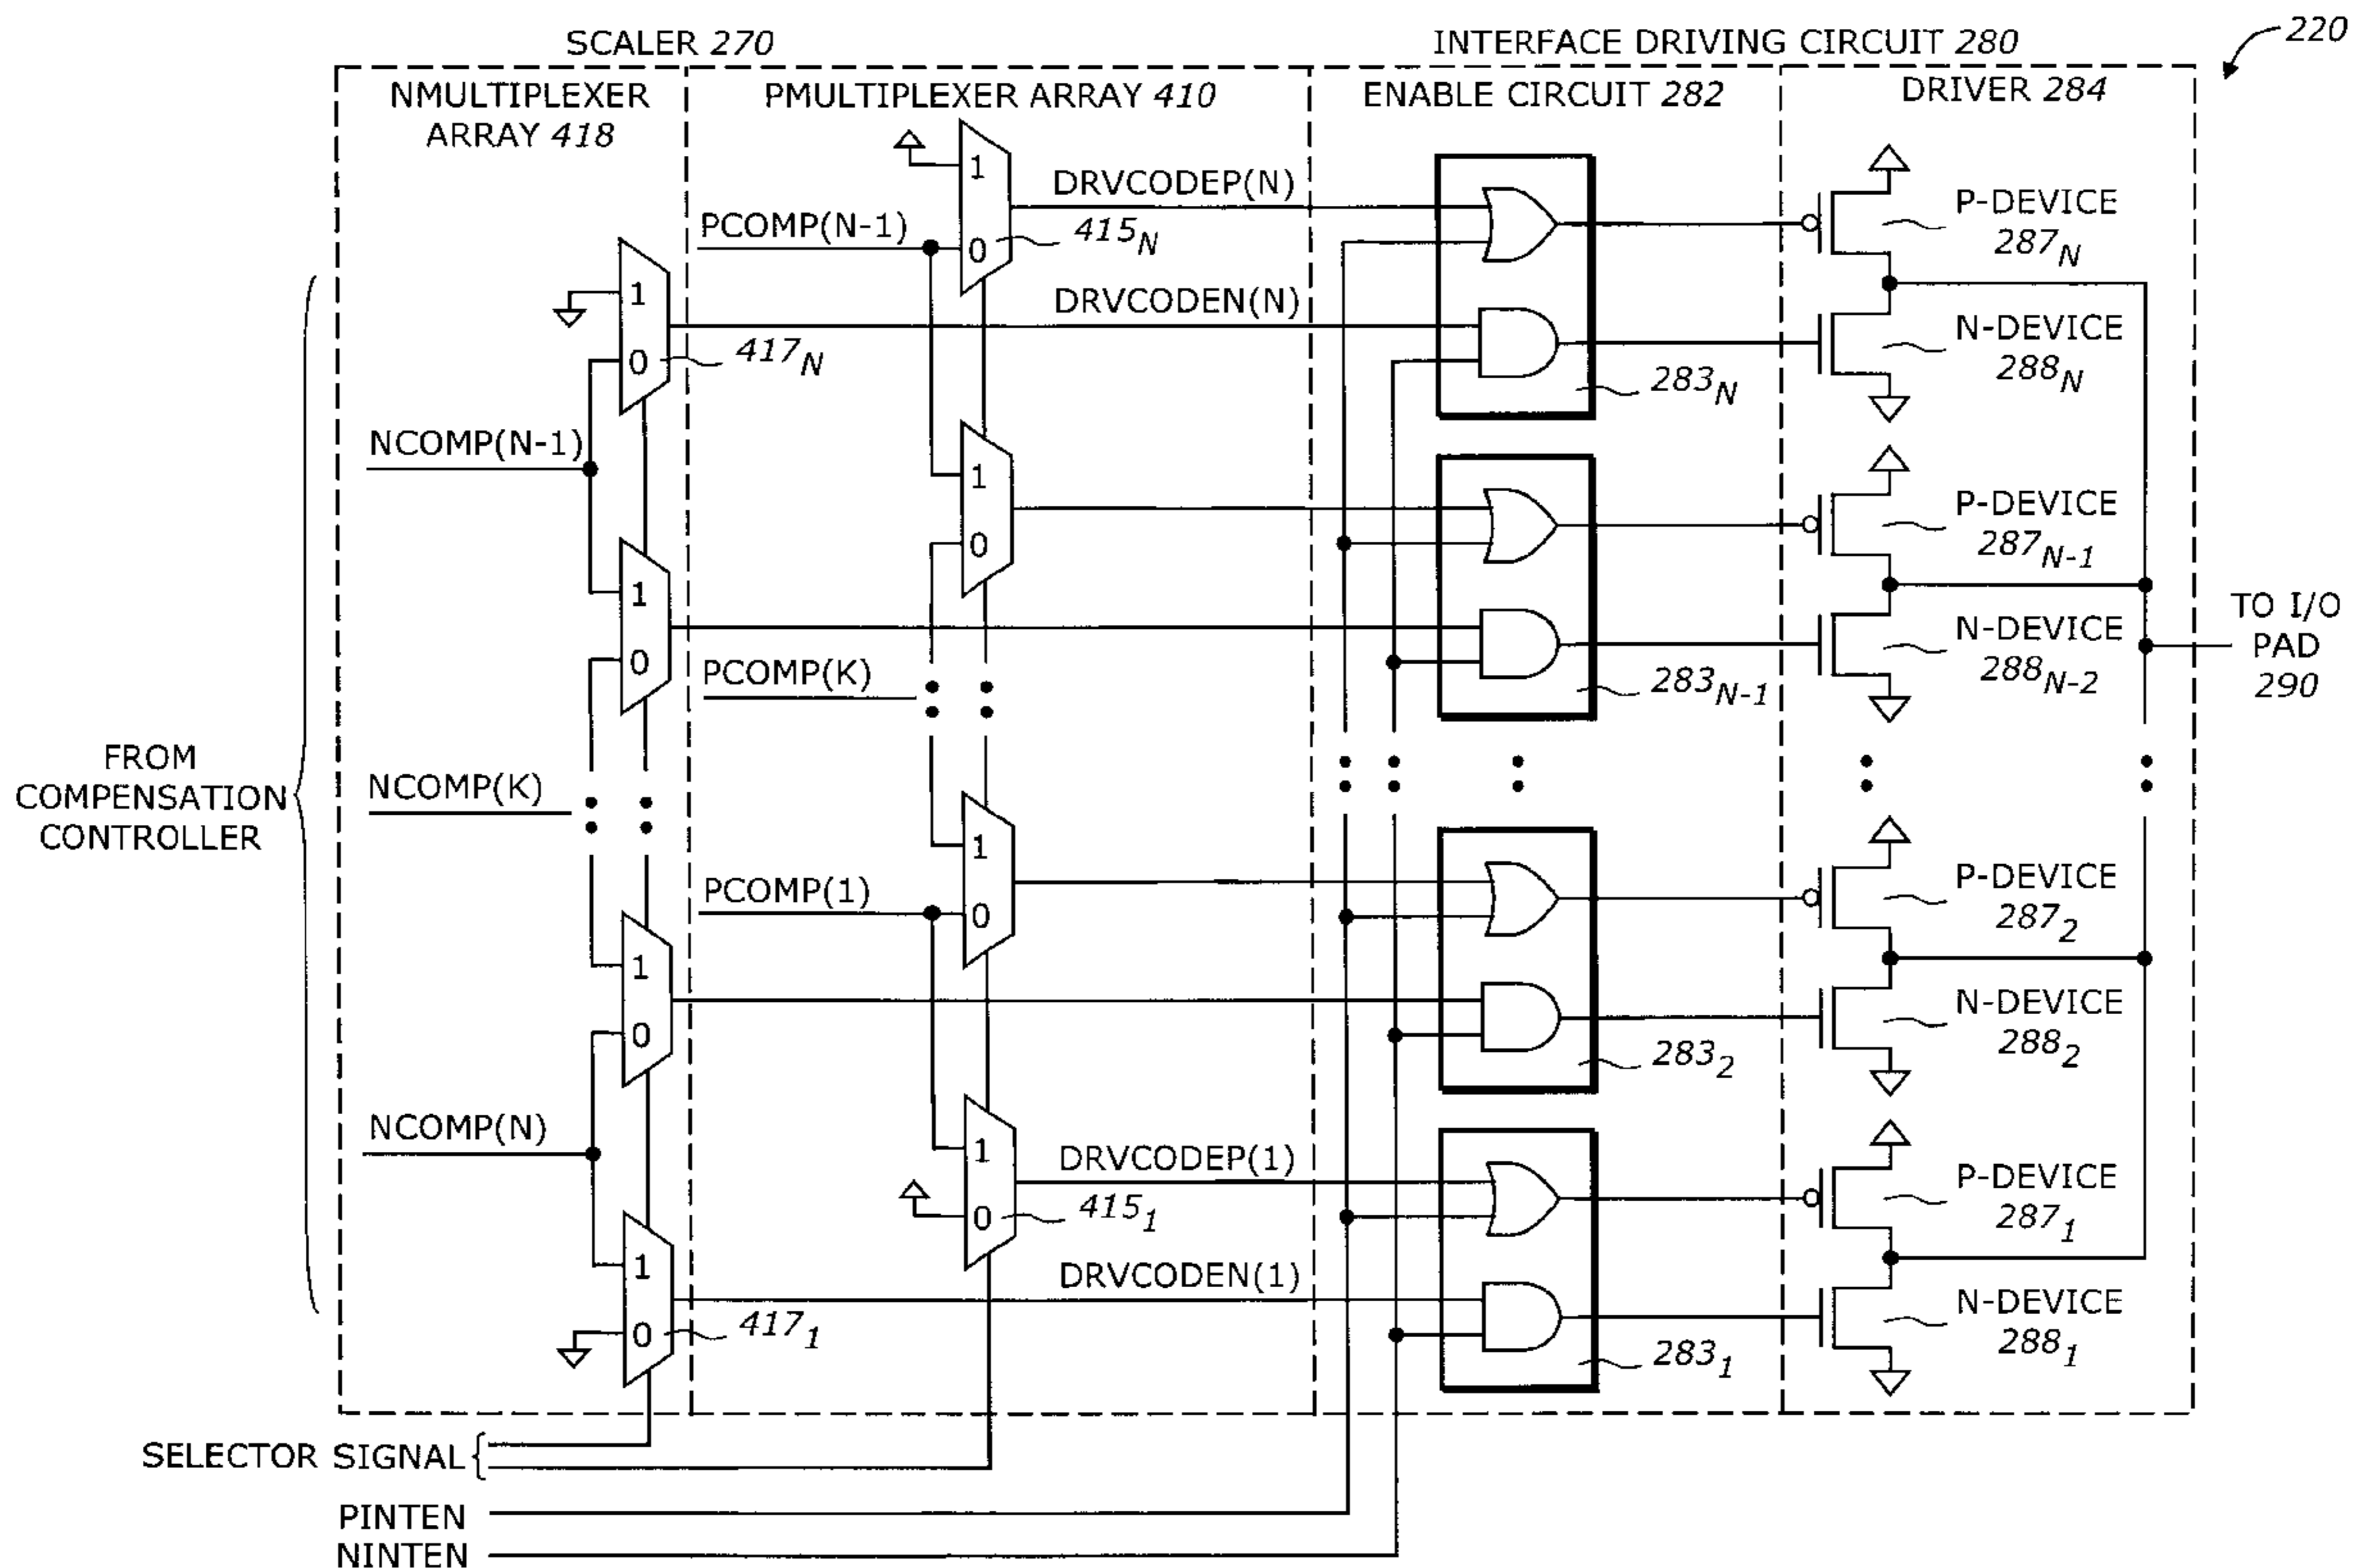 220
SCALER 270
INTERFACE DRIVING CIRCUIT 280
NMULTIPLEXER
ARRAY 418
PMULTIPLEXER ARRAY 410
ENABLE CIRCUIT 282
DRIVER 284
1
0
PCOMP(N-1)
415N
DRVCODEP(N)
DRVCODEN(N)
1
0
417N
283N
P-DEVICE
287N
N-DEVICE
288N
NCOMP(N-1)
1
0
1
0
283N-1
P-DEVICE
287N-1
N-DEVICE
288N-2
TO I/O
PAD
290
PCOMP(K)
FROM
COMPENSATION
CONTROLLER
NCOMP(K)
PCOMP(1)
1
0
1
0
2832
P-DEVICE
2872
N-DEVICE
2882
NCOMP(N)
1
0
4151
DRVCODEP(1)
DRVCODEN(1)
1
0
4171
2831
P-DEVICE
2871
N-DEVICE
2881
SELECTOR SIGNAL
PINTEN
NINTEN